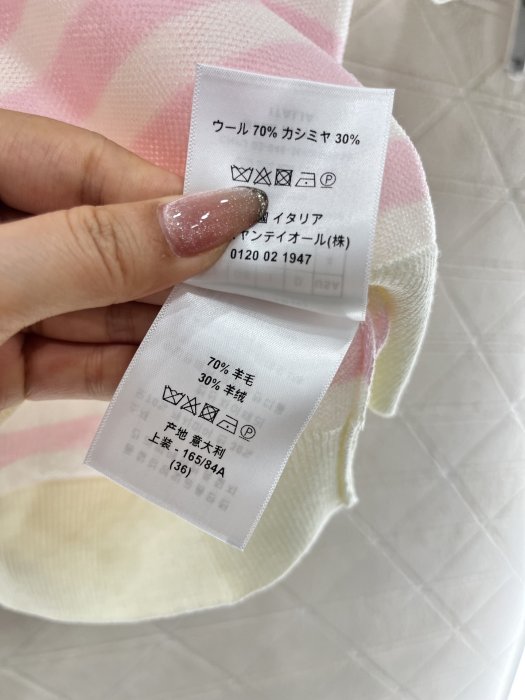 ウール 70% カシミヤ 30%
イタリア
ャンテイオール(株)
0120 02 1947
70% 羊毛
30% 羊绒
产地 意大利
上装 - 165/84A
(36)